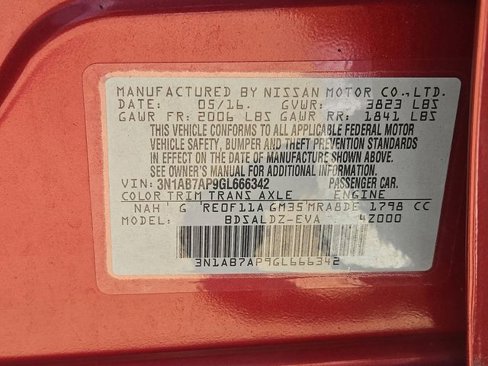 MANUFACTURED BY NISSAN MOTOR CO., LTD.
DATE: 05/16. GVWR: 3823 LBS
GAWR FR: 2006 LBS GAWR RR: 1841 LBS
THIS VEHICLE CONFORMS TO ALL APPLICABLE FEDERAL MOTOR
VEHICLE SAFETY, BUMPER AND THEFT PREVENTION STANDARDS
IN EFFECT ON THE DATE OF MANUFACTURE SHOWN ABOVE.
SEE OWNER'S MANUAL FOR ADDITIONAL INFORMATION.
VIN: 3N1AB7AP9GL666342 PASSENGER CAR.
COLOR TRIM TRANS AXLE ENGINE
NAH G RE0F11A GM35 MRA8DE 1798 CC
MODEL: BDSALDZ-EVA 4Z000
3N1AB7AP9GL666342